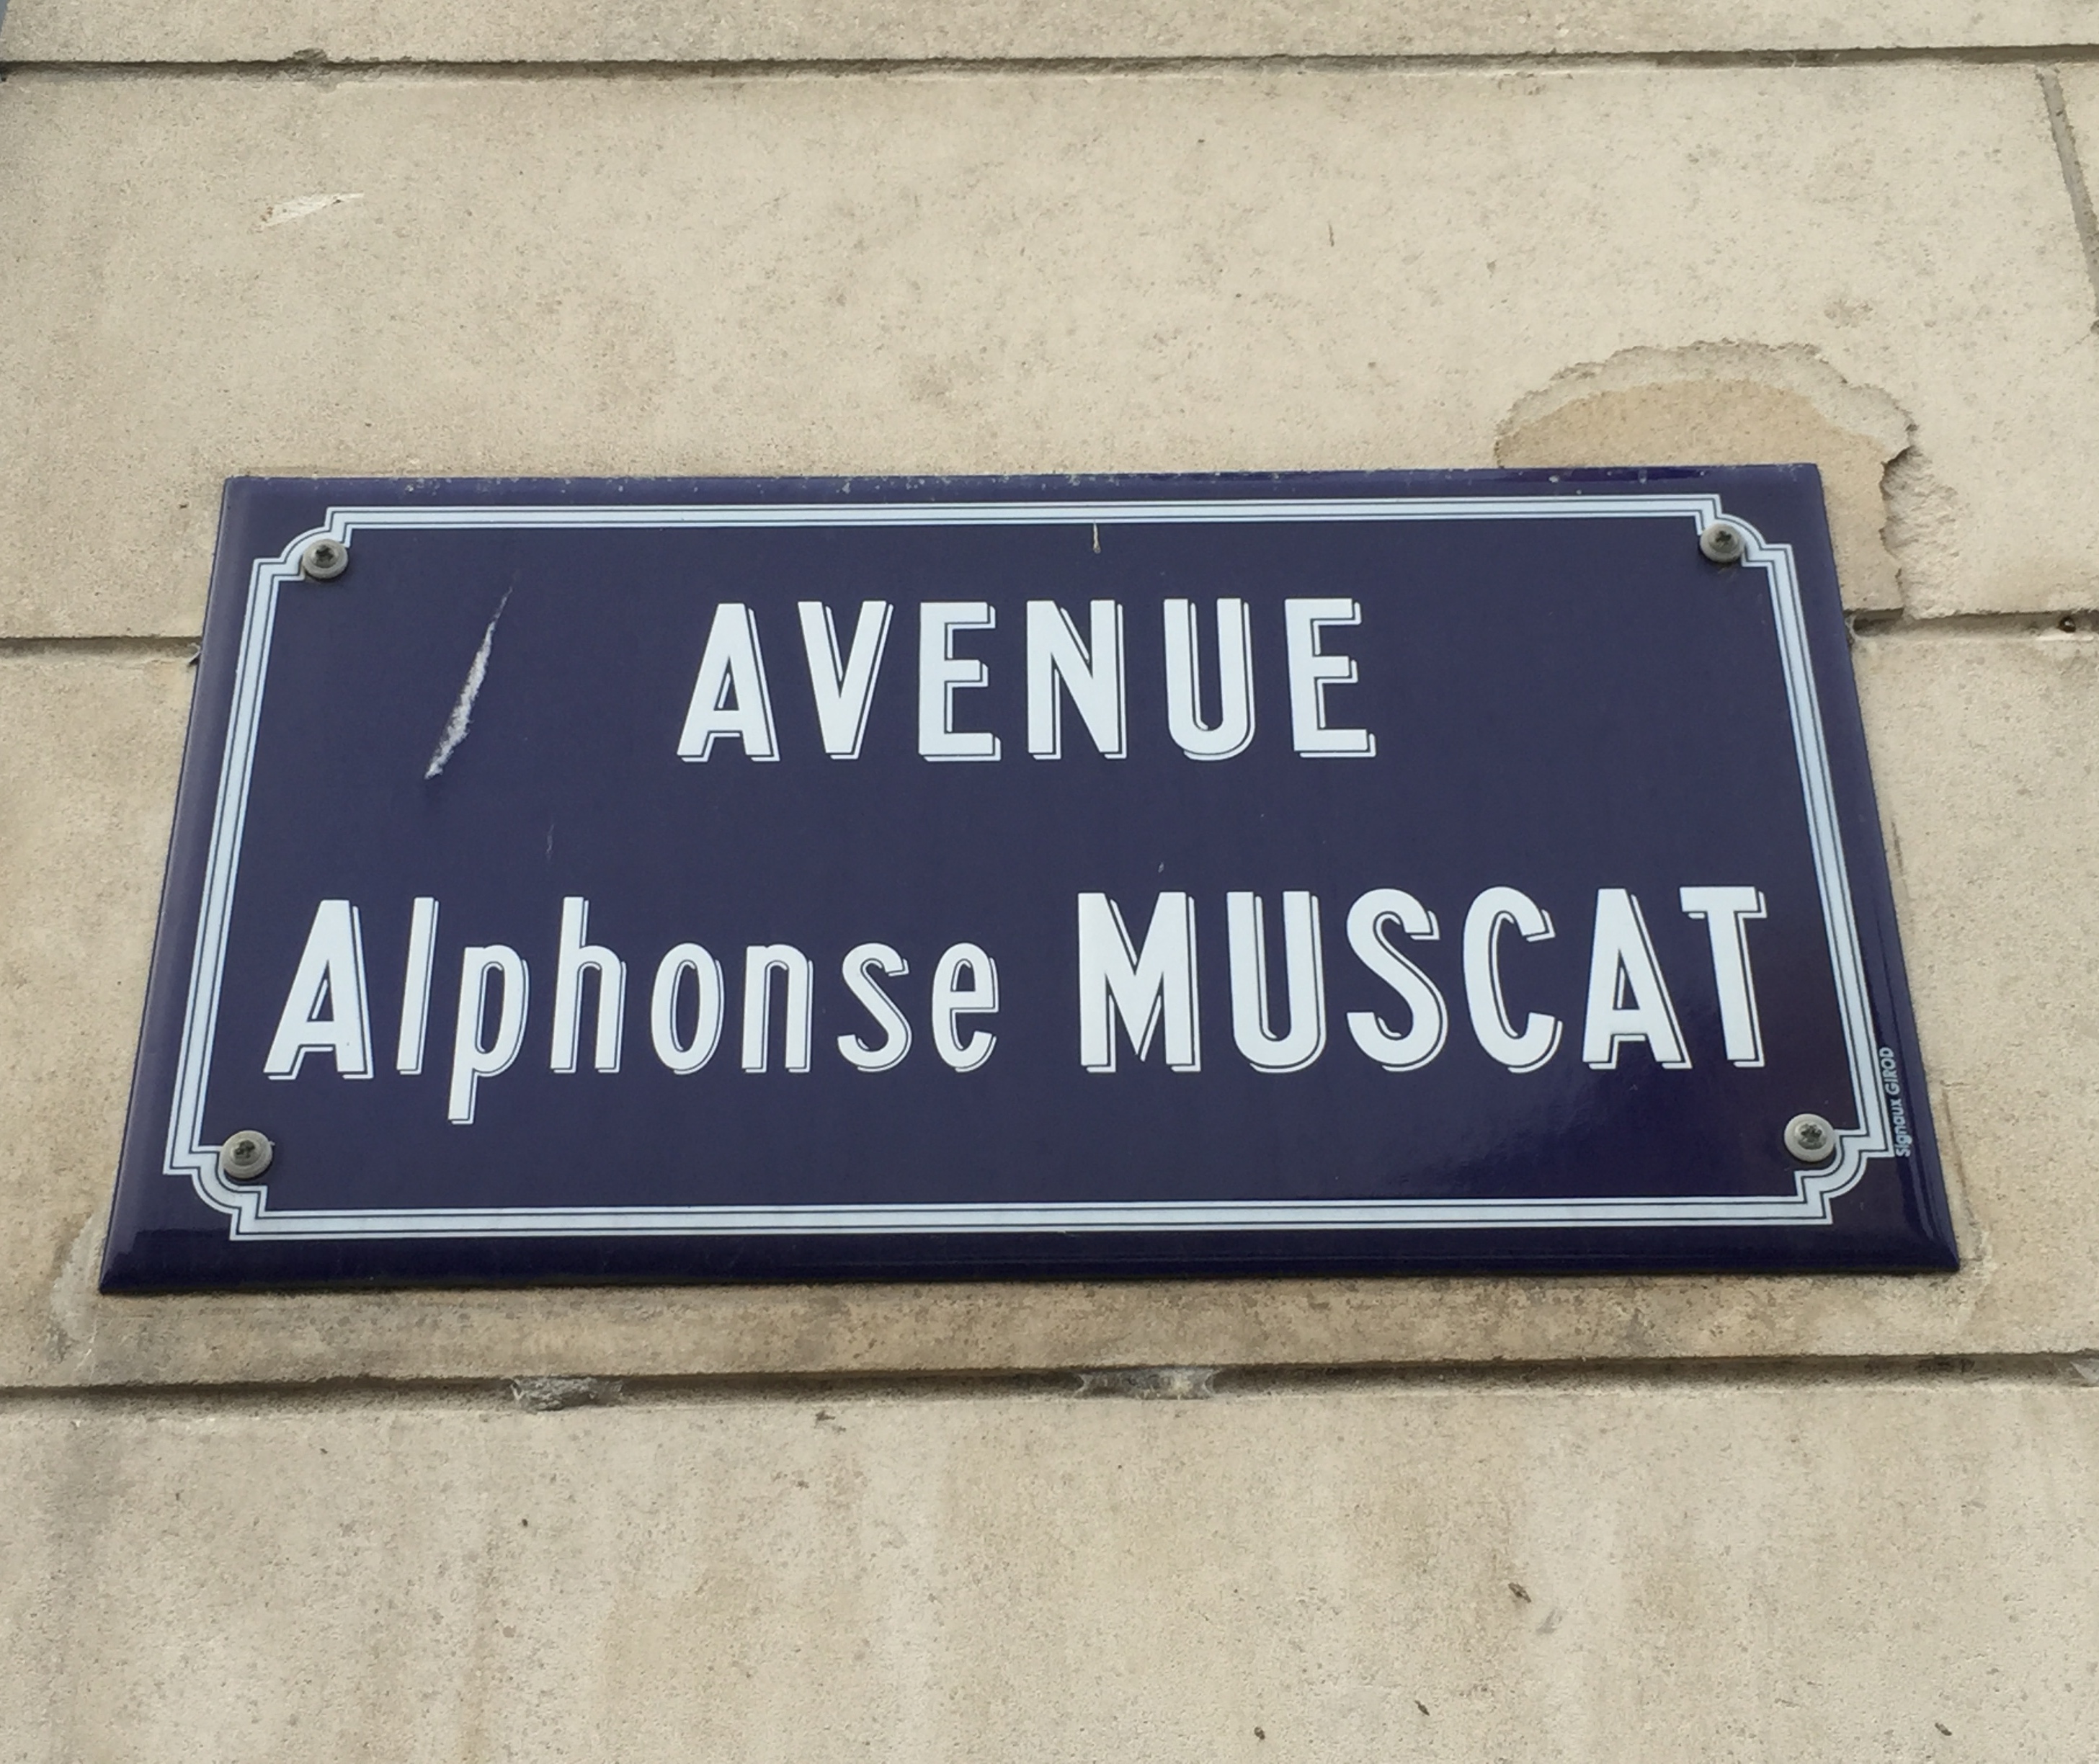 AVENUE
Alphonse MUSCAT
Signaux GIROD